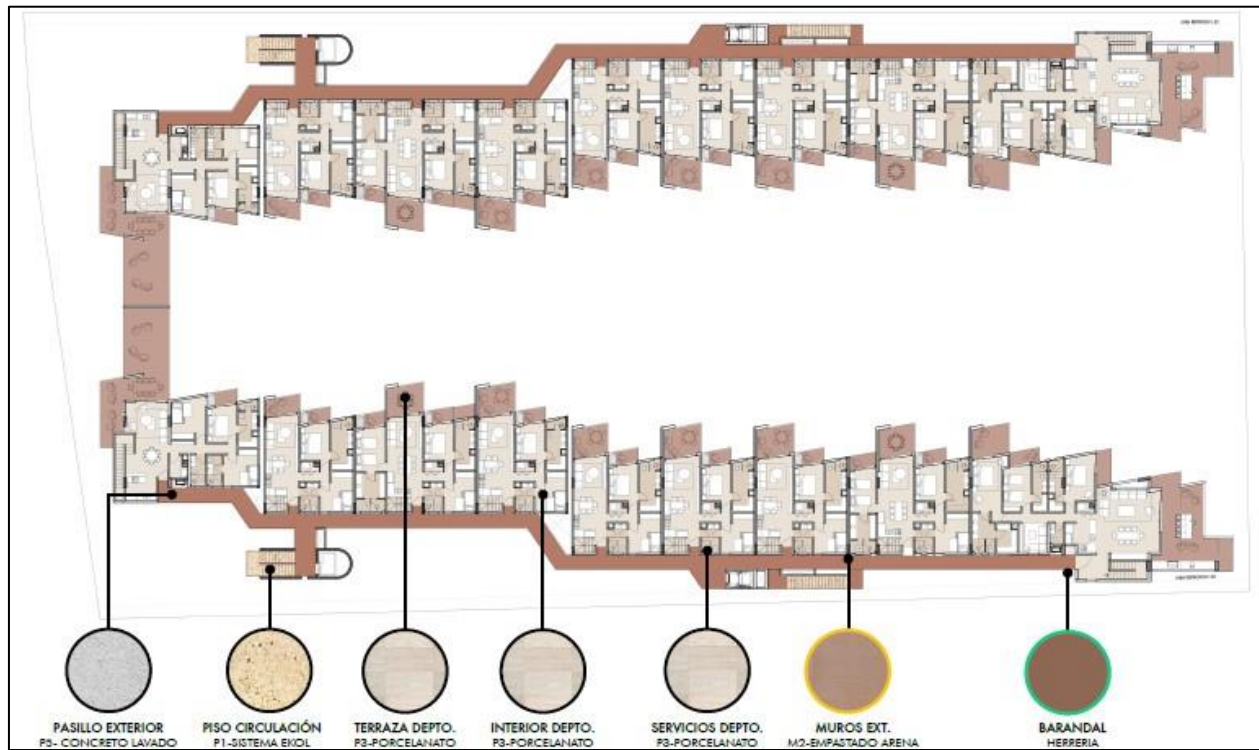 PASILLO EXTERIOR
P5- CONCRETO LAVADO
PISO CIRCULACIÓN
P1-SISTEMA EKOL
TERRAZA DEPTO.
P3-PORCELANATO
INTERIOR DEPTO.
P3-PORCELANATO
SERVICIOS DEPTO.
P3-PORCELANATO
MUROS EXT.
M2-EMPASTADO ARENA
BARANDAL
HERRERIA